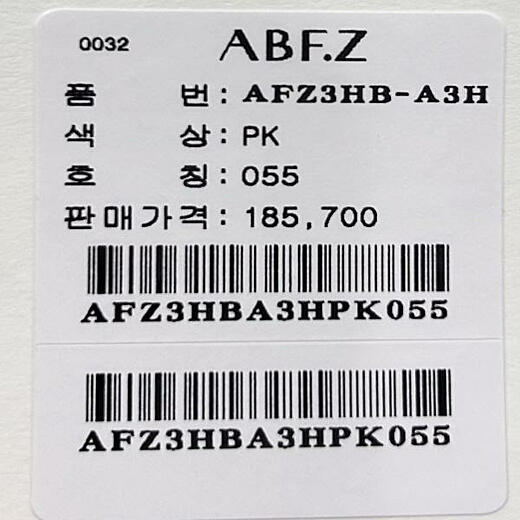 0032 ABF.Z
품 번 : AFZ3HB-A3H
색 상 : PK
호 칭 : 055
판매가격 : 185,700
AFZ3HBA3HPK055
AFZ3HBA3HPK055